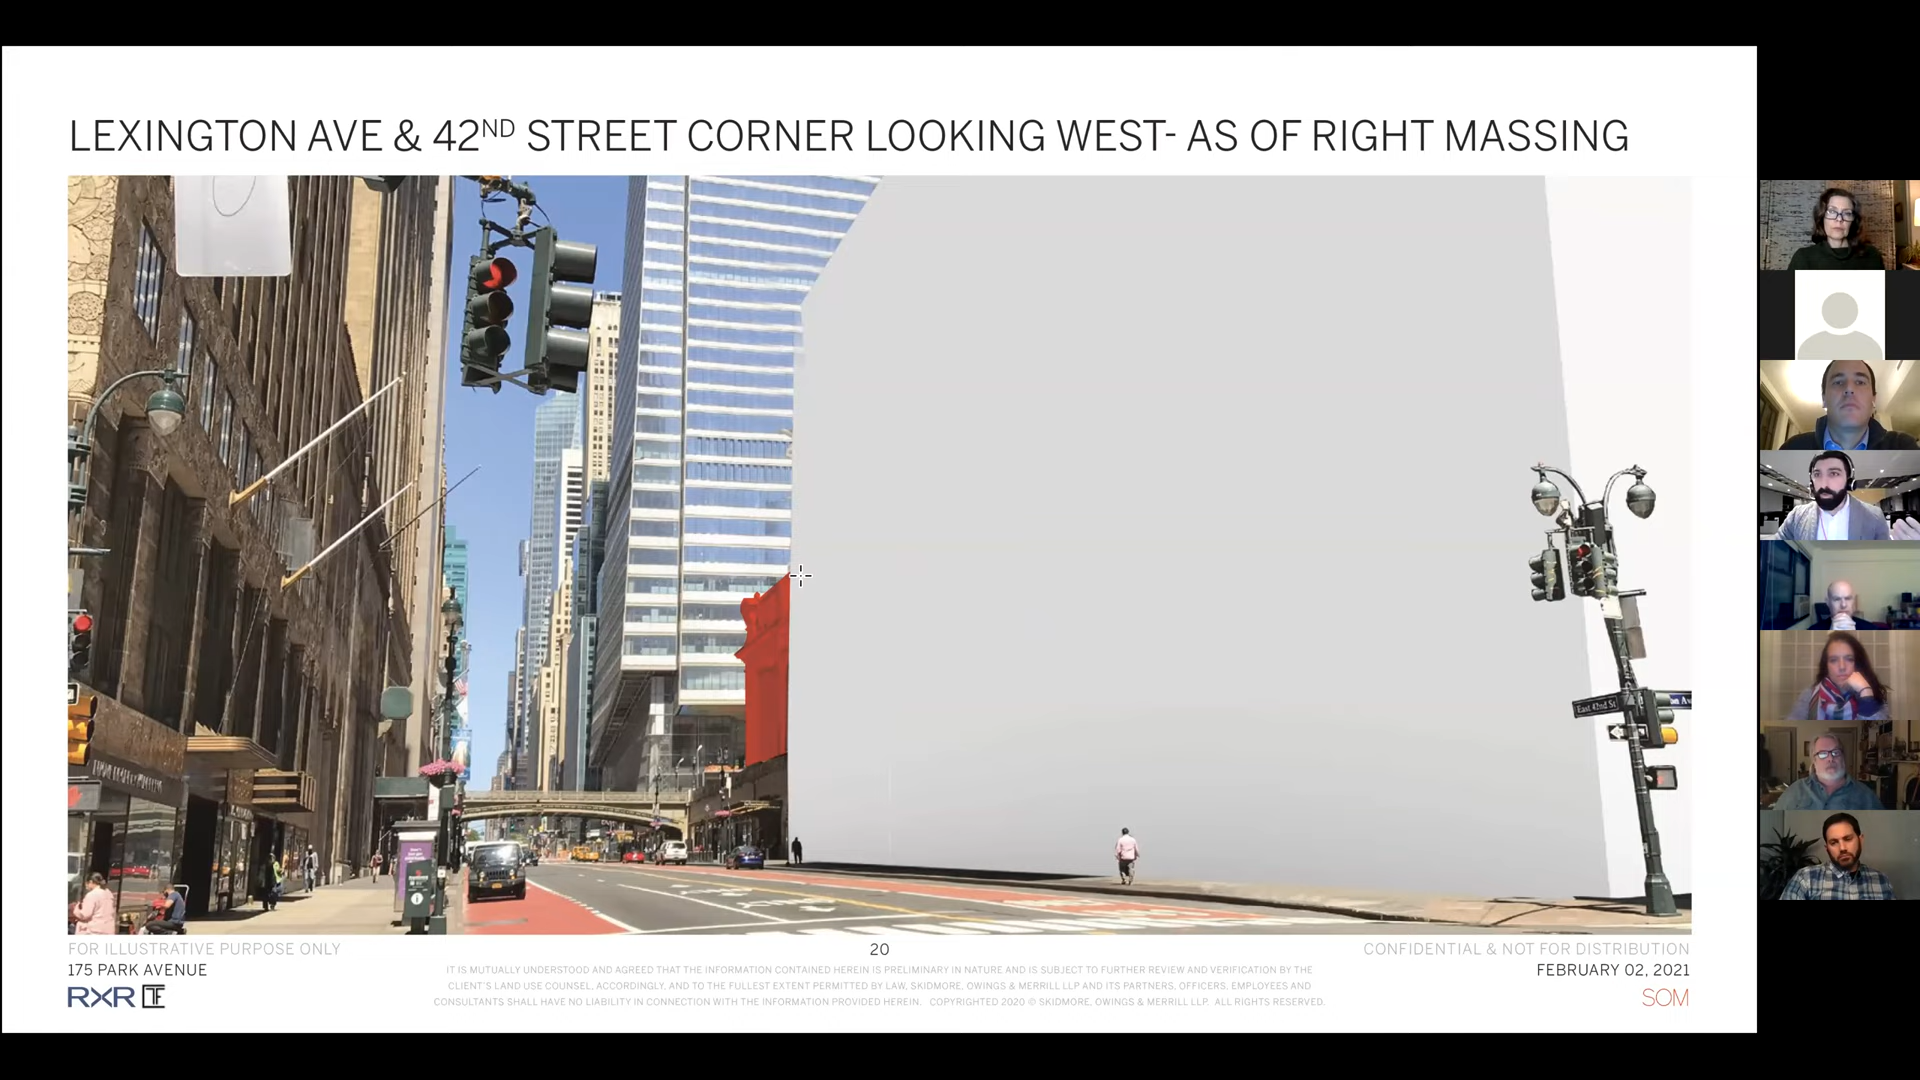 LEXINGTON AVE & 42ND STREET CORNER LOOKING WEST- AS OF RIGHT MASSING
East 42nd St
FOR ILLUSTRATIVE PURPOSE ONLY
20
CONFIDENTIAL & NOT FOR DISTRIBUTION
175 PARK AVENUE
FEBRUARY 02, 2021
IT IS MUTUALLY UNDERSTOOD AND AGREED THAT THE INFORMATION CONTAINED HEREIN IS PRELIMINARY IN NATURE AND IS SUBJECT TO FURTHER REVIEW AND VERIFICATION BY THE
CLIENT'S LAND USE COUNSEL, ACCORDINGLY, AND TO THE FULLEST EXTENT PERMITTED BY LAW, SKIDMORE, OWINGS & MERRILL LLP AND ITS PARTNERS, OFFICERS, EMPLOYEES AND
CONSULTANTS SHALL HAVE NO LIABILITY IN CONNECTION WITH THE INFORMATION PROVIDED HEREIN. COPYRIGHTED 2020 © SKIDMORE, OWINGS & MERRILL LLP. ALL RIGHTS RESERVED.
RXR TF
SOM